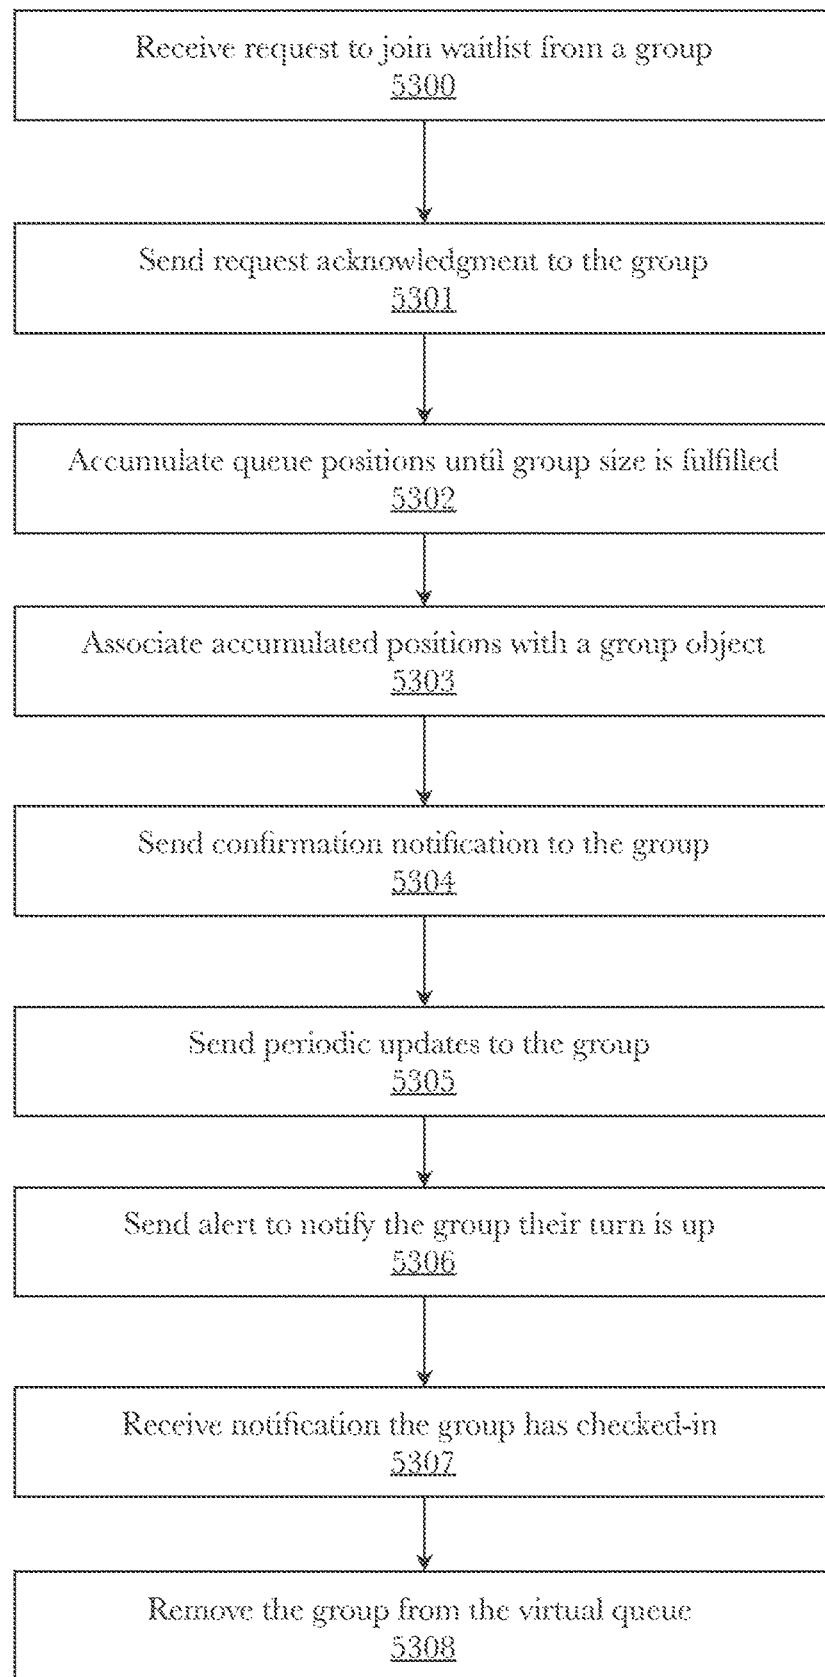 Receive request to join waitlist from a group
5300
Send request acknowledgment to the group
5301
Accumulate queue positions until group size is fulfilled
5302
Associate accumulated positions with a group object
5303
Send confirmation notification to the group
5304
Send periodic updates to the group
5305
Send alert to notify the group their turn is up
5306
Receive notification the group has checked-in
5307
Remove the group from the virtual queue
5308